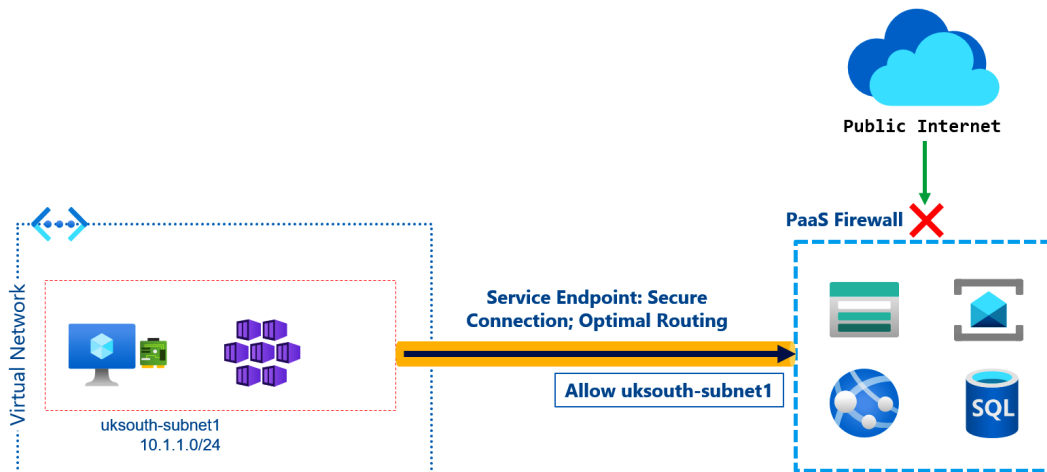 Public Internet
PaaS Firewall
Virtual Network
Service Endpoint: Secure
Connection; Optimal Routing
Allow uksouth-subnet1
uksouth-subnet1
10.1.1.0/24
SQL